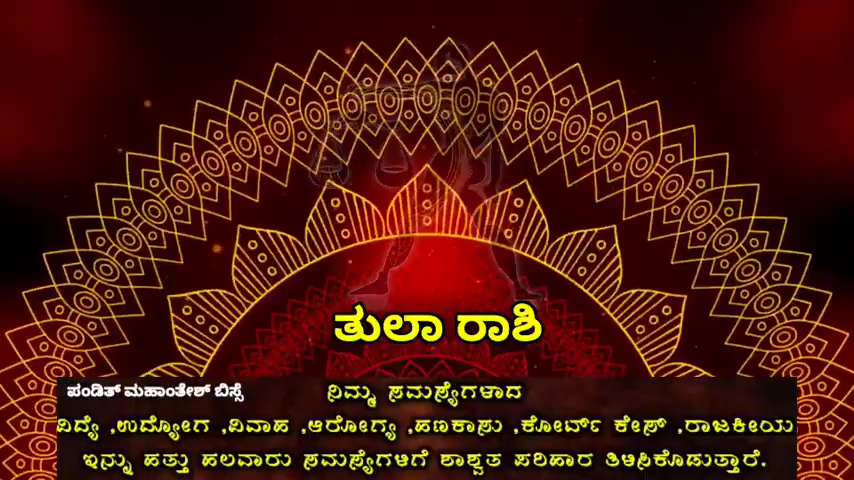 ತುಲಾ ರಾಶಿ
ಪಂಡಿತ್ ಮಹಾಂತೇಶ್ ಬಿಸ್ಸೆ
ನಿಮ್ಮ ಸಮಸ್ಯೆಗಳಾದ
ವಿದ್ಯೆ ,ಉದ್ಯೋಗ ,ವಿವಾಹ ,ಆರೋಗ್ಯ ,ಹಣಕಾಸು ,ಕೋರ್ಟ್ ಕೇಸ್ ,ರಾಜಕೀಯ
ಇನ್ನು ಹತ್ತು ಹಲವಾರು ಸಮಸ್ಯೆಗಳಿಗೆ ಶಾಶ್ವತ ಪರಿಹಾರ ತಿಳಿಸಿಕೊಡುತ್ತಾರೆ.